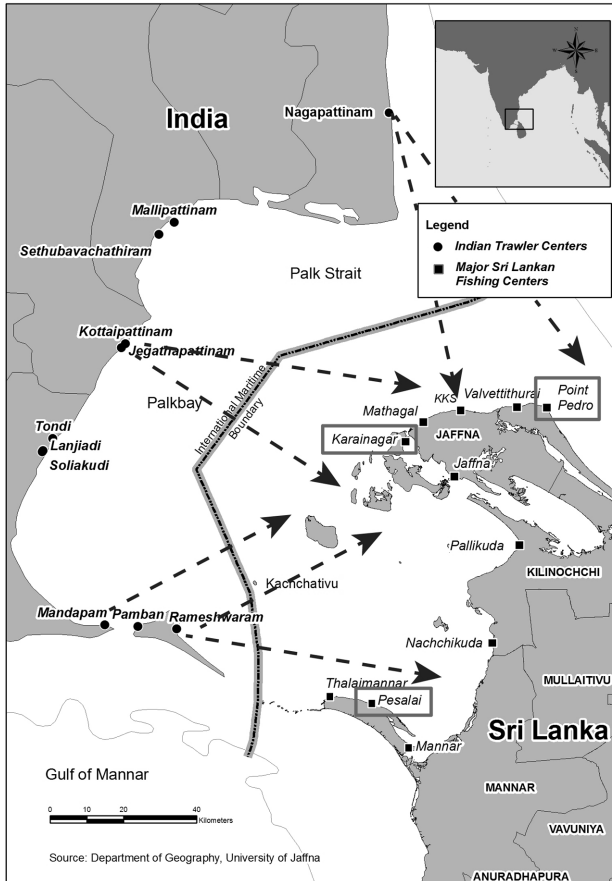 N
W
E
S
India
Nagapattinam
Legend
Indian Trawler Centers
Major Sri Lankan
Fishing Centers
Mallipattinam
Sethubavachathiram
Palk Strait
Kottaipattinam
Jegathapattinam
International Maritime
Boundary
Palkbay
KKS
Valvettithurai
Point
Pedro
Mathagal
JAFFNA
Karainagar
Tondi
Lanjiadi
Soliakudi
Jaffna
Pallikuda
KILINOCHCHI
Kachchativu
Mandapam
Pamban
Rameshwaram
Nachchikuda
MULLAITIVU
Thalaimannar
Pesalai
Sri Lanka
Mannar
Gulf of Mannar
MANNAR
0 10 20 40
Kilometers
VAVUNIYA
Source: Department of Geography, University of Jaffna
ANURADHAPURA